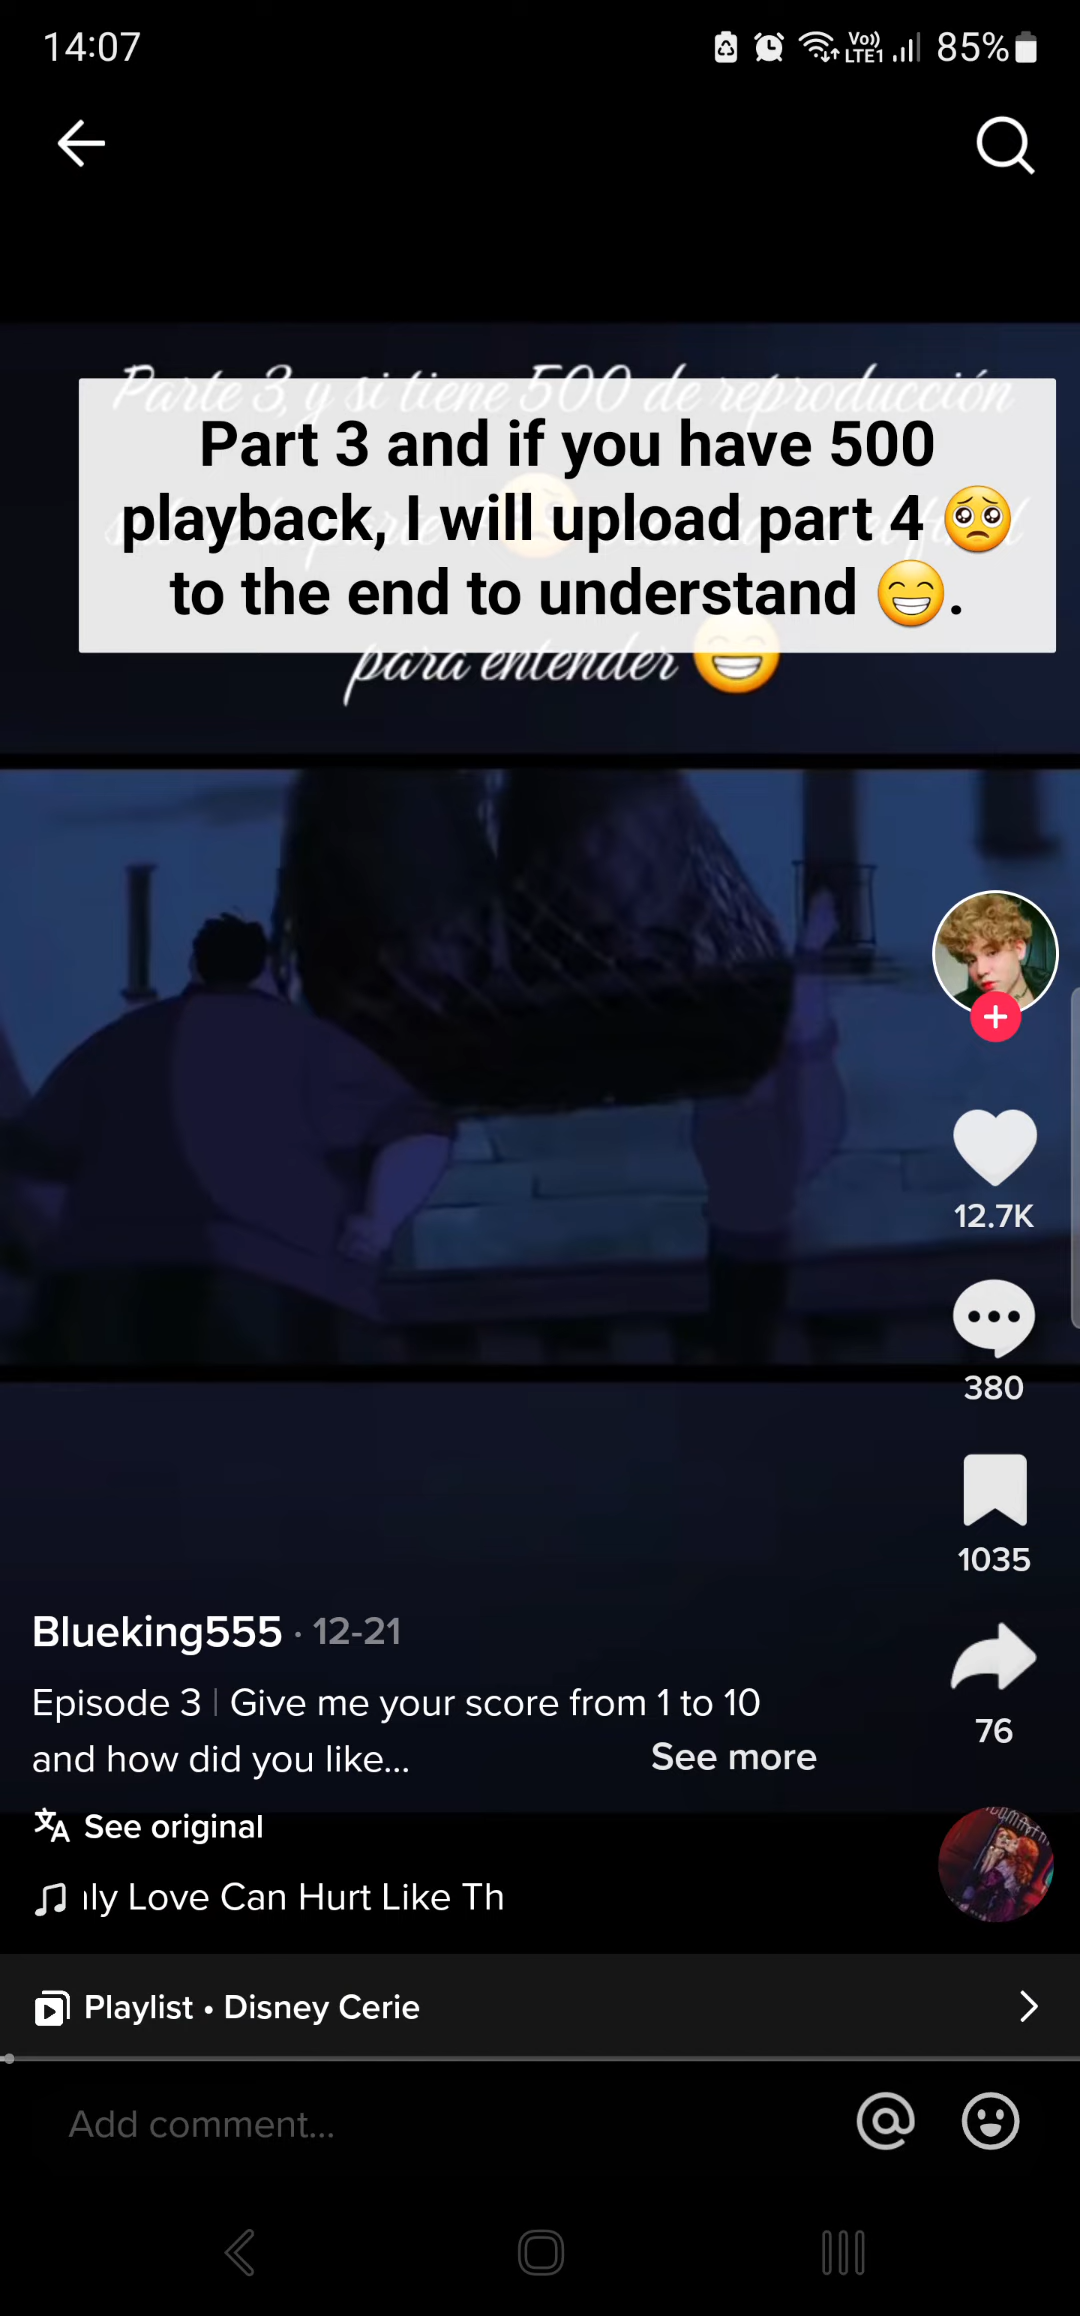 14:07
Vo))
LTE1
85%
Parte 3, y si tiene 500 de reproducción
Part 3 and if you have 500
playback, I will upload part 4 🥺
to the end to understand 😁.
para entender 😁
12.7K
380
1035
76
Blueking555 · 12-21
Episode 3 | Give me your score from 1 to 10
and how did you like... See more
See original
ly Love Can Hurt Like Th
Playlist • Disney Cerie
Add comment...